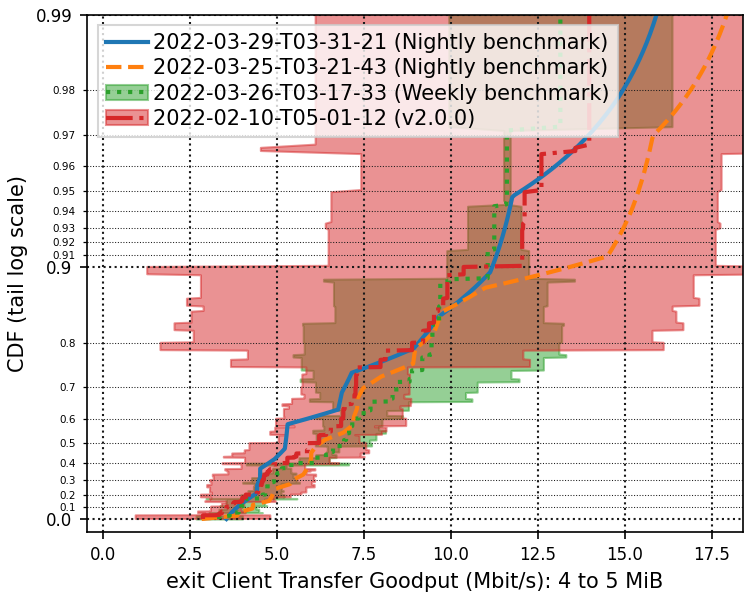 0.99
2022-03-29-T03-31-21 (Nightly benchmark)
2022-03-25-T03-21-43 (Nightly benchmark)
2022-03-26-T03-17-33 (Weekly benchmark)
2022-02-10-T05-01-12 (v2.0.0)
0.98
0.97
0.96
0.95
0.94
0.93
0.92
0.91
0.9
0.8
0.7
0.6
0.5
0.4
0.3
0.2
0.1
0.0
CDF (tail log scale)
0.0 2.5 5.0 7.5 10.0 12.5 15.0 17.5
exit Client Transfer Goodput (Mbit/s): 4 to 5 MiB